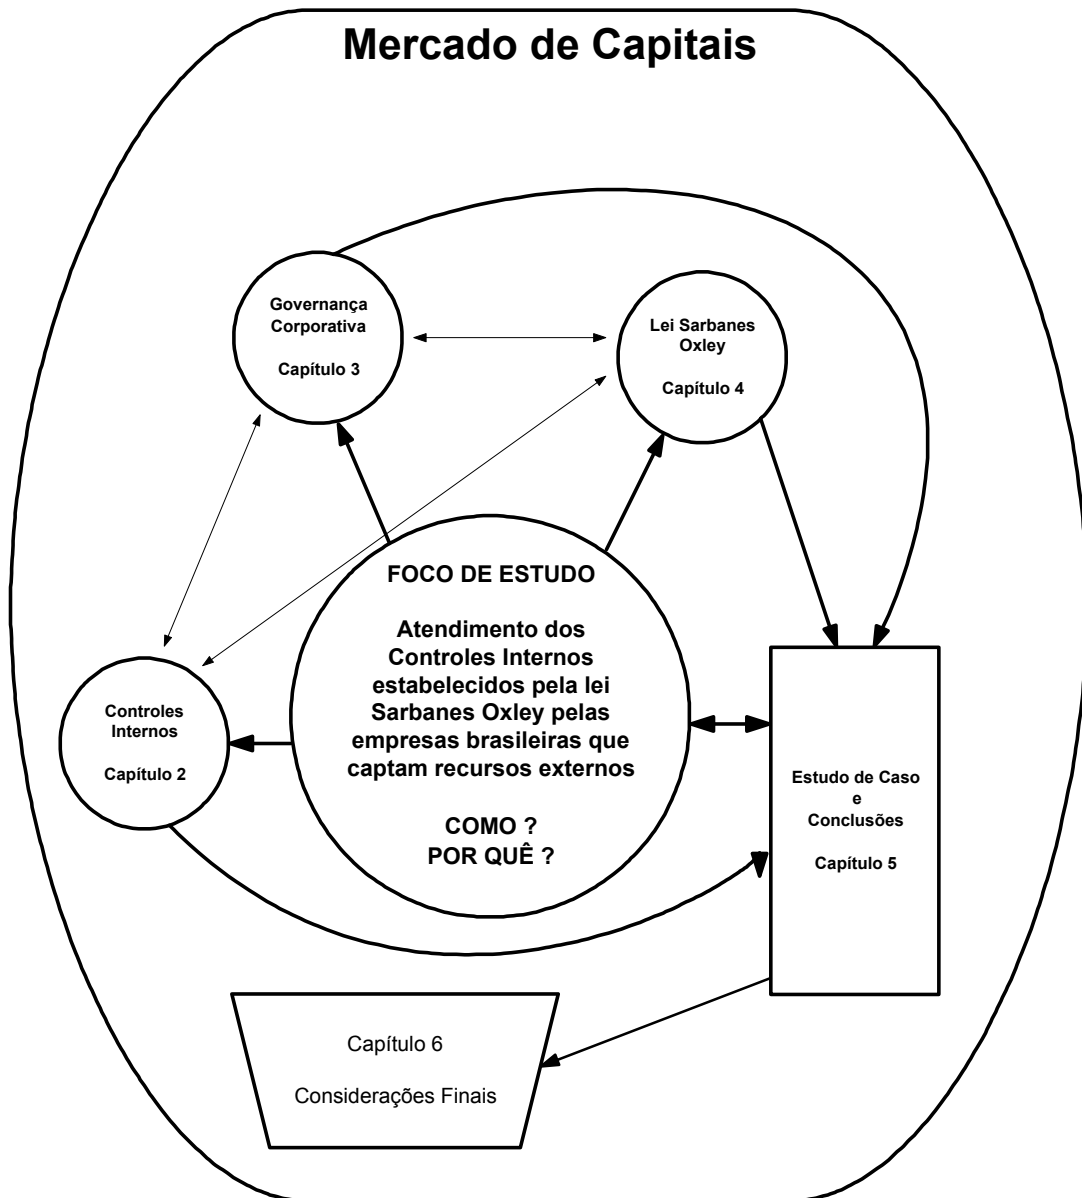 Mercado de Capitais
Governança
Corporativa
Capítulo 3
Lei Sarbanes
Oxley
Capítulo 4
FOCO DE ESTUDO
Atendimento dos
Controles Internos
estabelecidos pela lei
Sarbanes Oxley pelas
empresas brasileiras que
captam recursos externos
COMO ?
POR QUÊ ?
Controles
Internos
Capítulo 2
Estudo de Caso
e
Conclusões
Capítulo 5
Capítulo 6
Considerações Finais